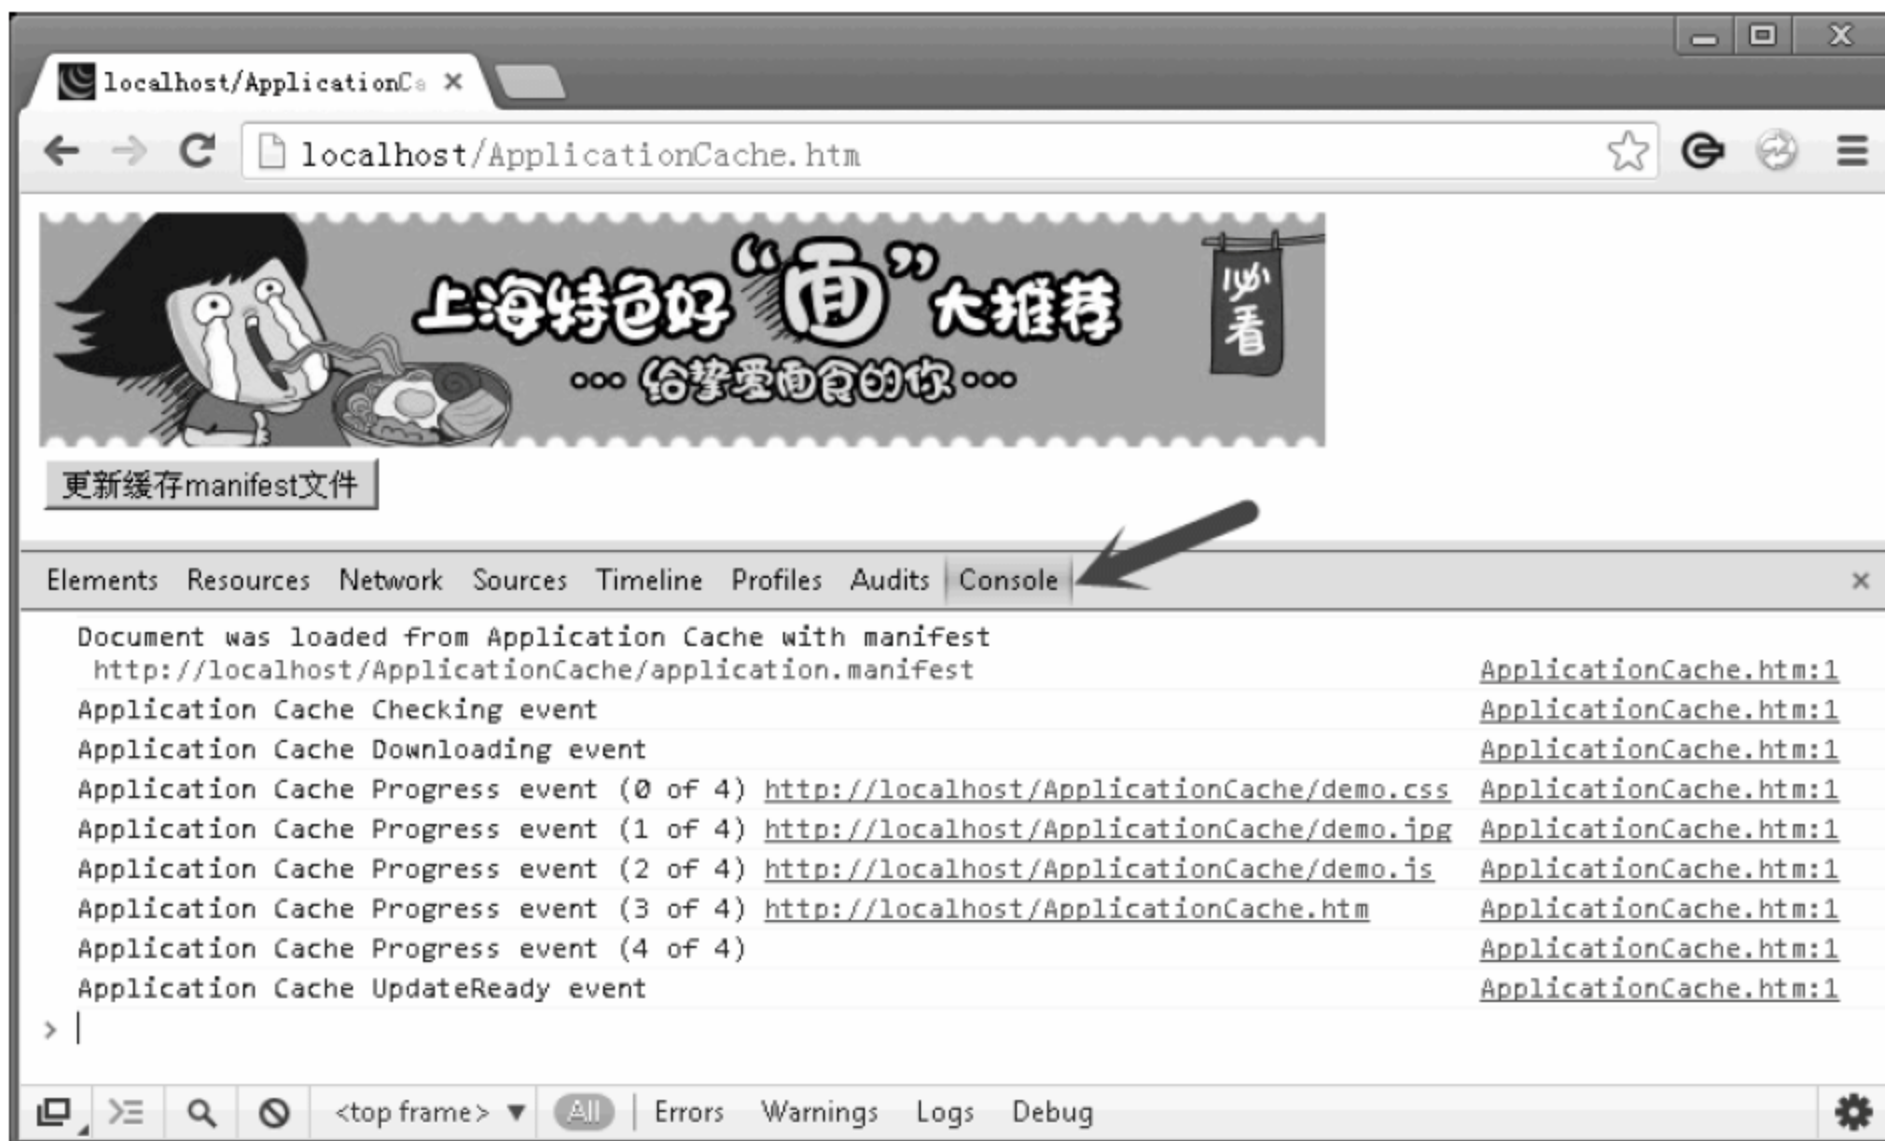 localhost/ApplicationCa
localhost/ApplicationCache.htm
上海特色好“面”大推荐
··· 给挚爱面食的你 ···
必看
更新缓存manifest文件
Elements Resources Network Sources Timeline Profiles Audits Console
Document was loaded from Application Cache with manifest
http://localhost/ApplicationCache/application.manifest ApplicationCache.htm:1
Application Cache Checking event ApplicationCache.htm:1
Application Cache Downloading event ApplicationCache.htm:1
Application Cache Progress event (0 of 4) http://localhost/ApplicationCache/demo.css ApplicationCache.htm:1
Application Cache Progress event (1 of 4) http://localhost/ApplicationCache/demo.jpg ApplicationCache.htm:1
Application Cache Progress event (2 of 4) http://localhost/ApplicationCache/demo.js ApplicationCache.htm:1
Application Cache Progress event (3 of 4) http://localhost/ApplicationCache.htm ApplicationCache.htm:1
Application Cache Progress event (4 of 4) ApplicationCache.htm:1
Application Cache UpdateReady event ApplicationCache.htm:1
>
<top frame> ▼ All Errors Warnings Logs Debug